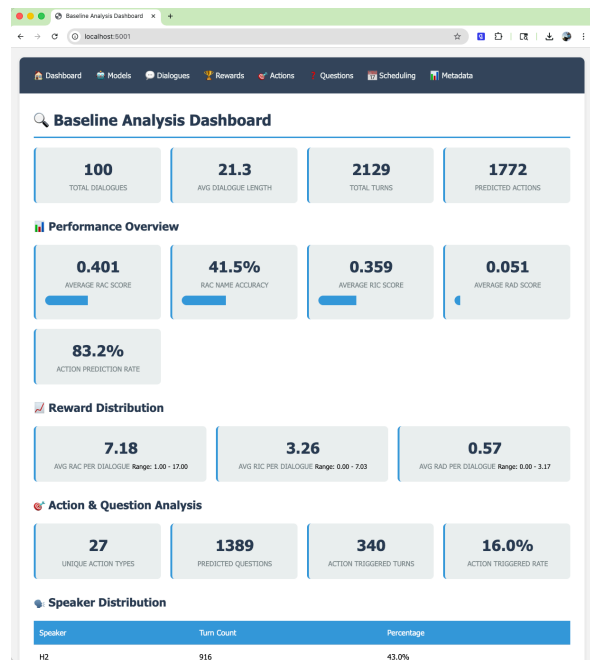 Baseline Analysis Dashboard
localhost:5001
Dashboard Models Dialogues Rewards Actions Questions Scheduling Metadata
Baseline Analysis Dashboard
100 21.3 2129 1772
TOTAL DIALOGUES AVG DIALOGUE LENGTH TOTAL TURNS PREDICTED ACTIONS
Performance Overview
0.401 41.5% 0.359 0.051
AVERAGE RAC SCORE RAC NAME ACCURACY AVERAGE RIC SCORE AVERAGE RAD SCORE
83.2%
ACTION PREDICTION RATE
Reward Distribution
7.18 3.26 0.57
AVG RAC PER DIALOGUE Range: 1.00 - 17.00 AVG RIC PER DIALOGUE Range: 0.00 - 7.03 AVG RAD PER DIALOGUE Range: 0.00 - 3.17
Action & Question Analysis
27 1389 340 16.0%
UNIQUE ACTION TYPES PREDICTED QUESTIONS ACTION TRIGGERED TURNS ACTION TRIGGERED RATE
Speaker Distribution
Speaker Turn Count Percentage
H2 916 43.0%